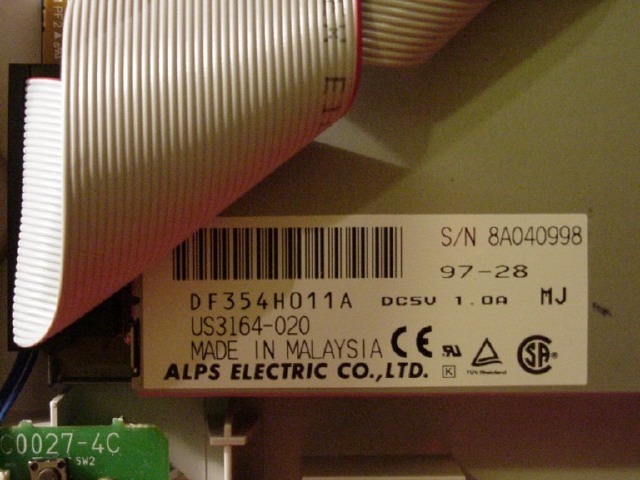 S/N 8A040998
97-28
DF354H011A DC5V 1.0A MJ
US3164-020
MADE IN MALAYSIA CE
ALPS ELECTRIC CO.,LTD.
C0027-4C
SW2